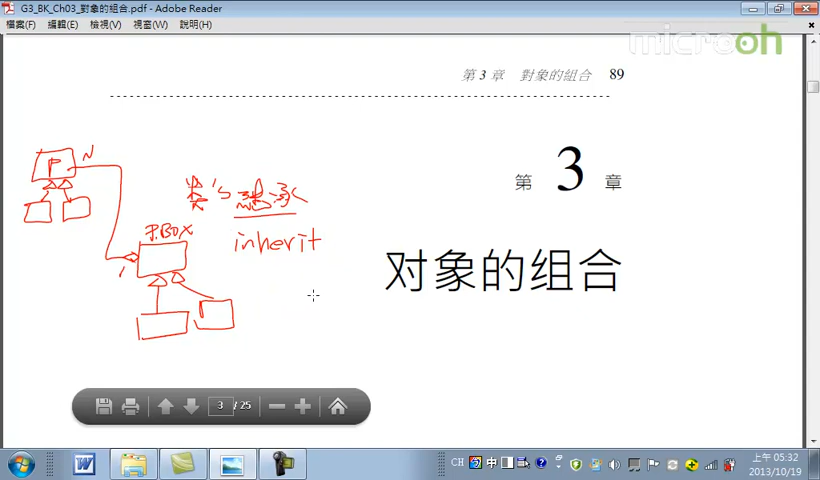 G3_BK_Ch03_對象的組合.pdf - Adobe Reader
檔案(F) 編輯(E) 檢視(V) 視窗(W) 說明(H)
microoh
第 3 章 對象的組合 89
第 3 章
对象的组合
P N
类's 继承
inherit
P.BOX
1
3 / 25
CH 中
上午 05:32
2013/10/19